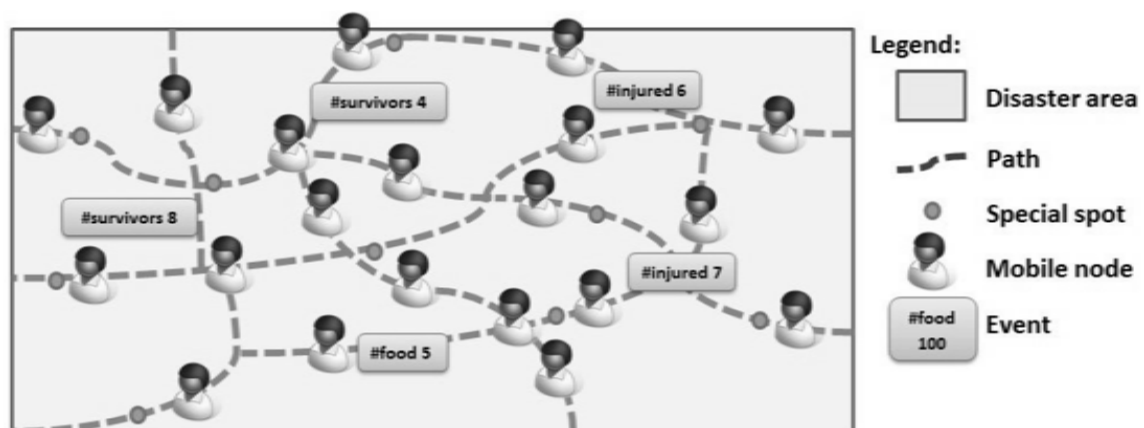 #survivors 4
#injured 6
#survivors 8
#injured 7
#food 5
Legend:
Disaster area
Path
Special spot
Mobile node
#food
100
Event